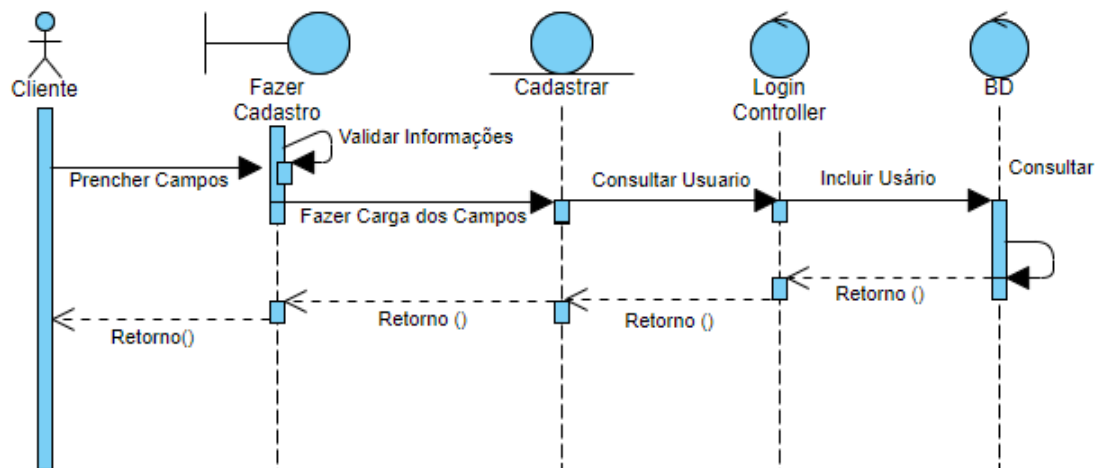 Cliente
Fazer
Cadastro
Cadastrar
Login
Controller
BD
Validar Informações
Prencher Campos
Consultar Usuario
Incluir Usário
Consultar
Fazer Carga dos Campos
Retorno ()
Retorno ()
Retorno ()
Retorno()